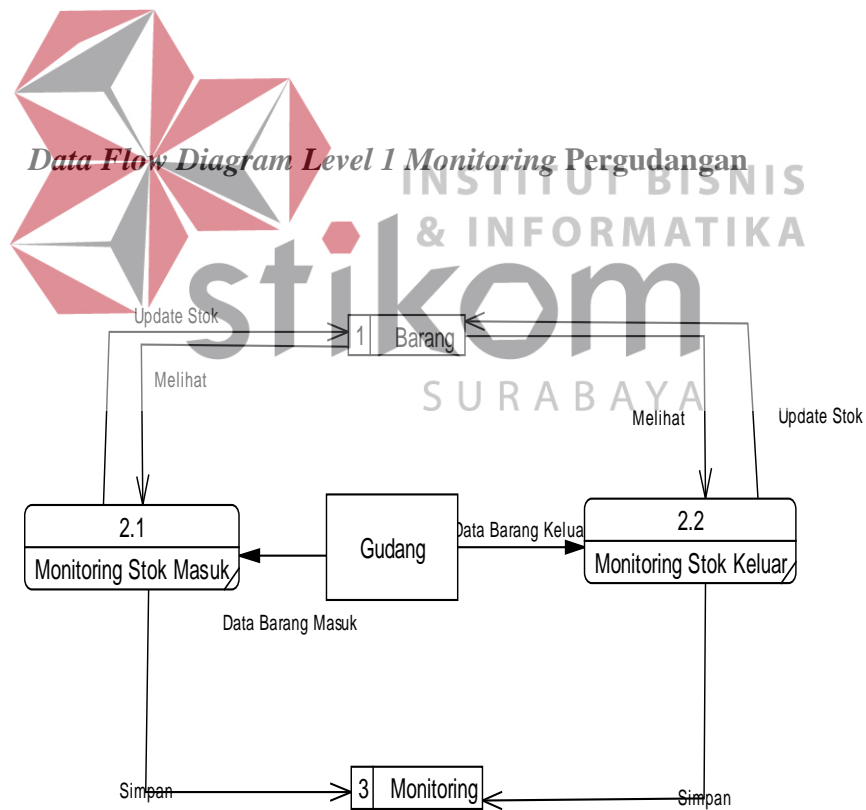 Data Flow Diagram Level 1 Monitoring Pergudangan
INSTITUT BISNIS
& INFORMATIKA
stikom
SURABAYA
Update Stok
1 Barang
Melihat
Melihat
Update Stok
2.1
Monitoring Stok Masuk
Gudang
Data Barang Kelua
2.2
Monitoring Stok Keluar
Data Barang Masuk
Simpan
3 Monitoring
Simpan